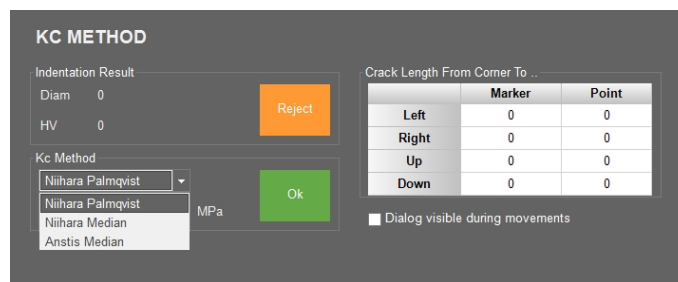 KC METHOD
Indentation Result
Diam 0
HV 0
Reject
Kc Method
Niihara Palmqvist
Niihara Palmqvist
Niihara Median
Anstis Median
MPa
Ok
Crack Length From Corner To ..
Marker Point
Left 0 0
Right 0 0
Up 0 0
Down 0 0
Dialog visible during movements